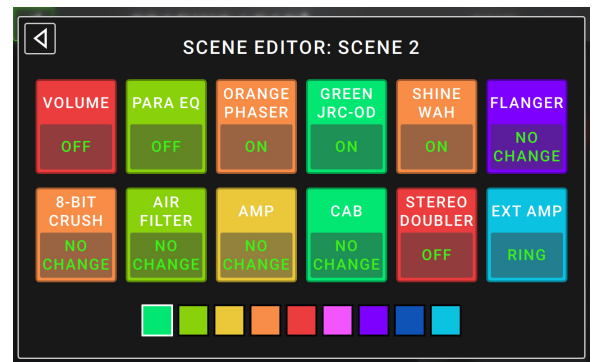 SCENE EDITOR: SCENE 2
VOLUME
OFF
PARA EQ
OFF
ORANGE
PHASER
ON
GREEN
JRC-OD
ON
SHINE
WAH
ON
FLANGER
NO
CHANGE
8-BIT
CRUSH
NO
CHANGE
AIR
FILTER
NO
CHANGE
AMP
NO
CHANGE
CAB
NO
CHANGE
STEREO
DOUBLER
OFF
EXT AMP
RING